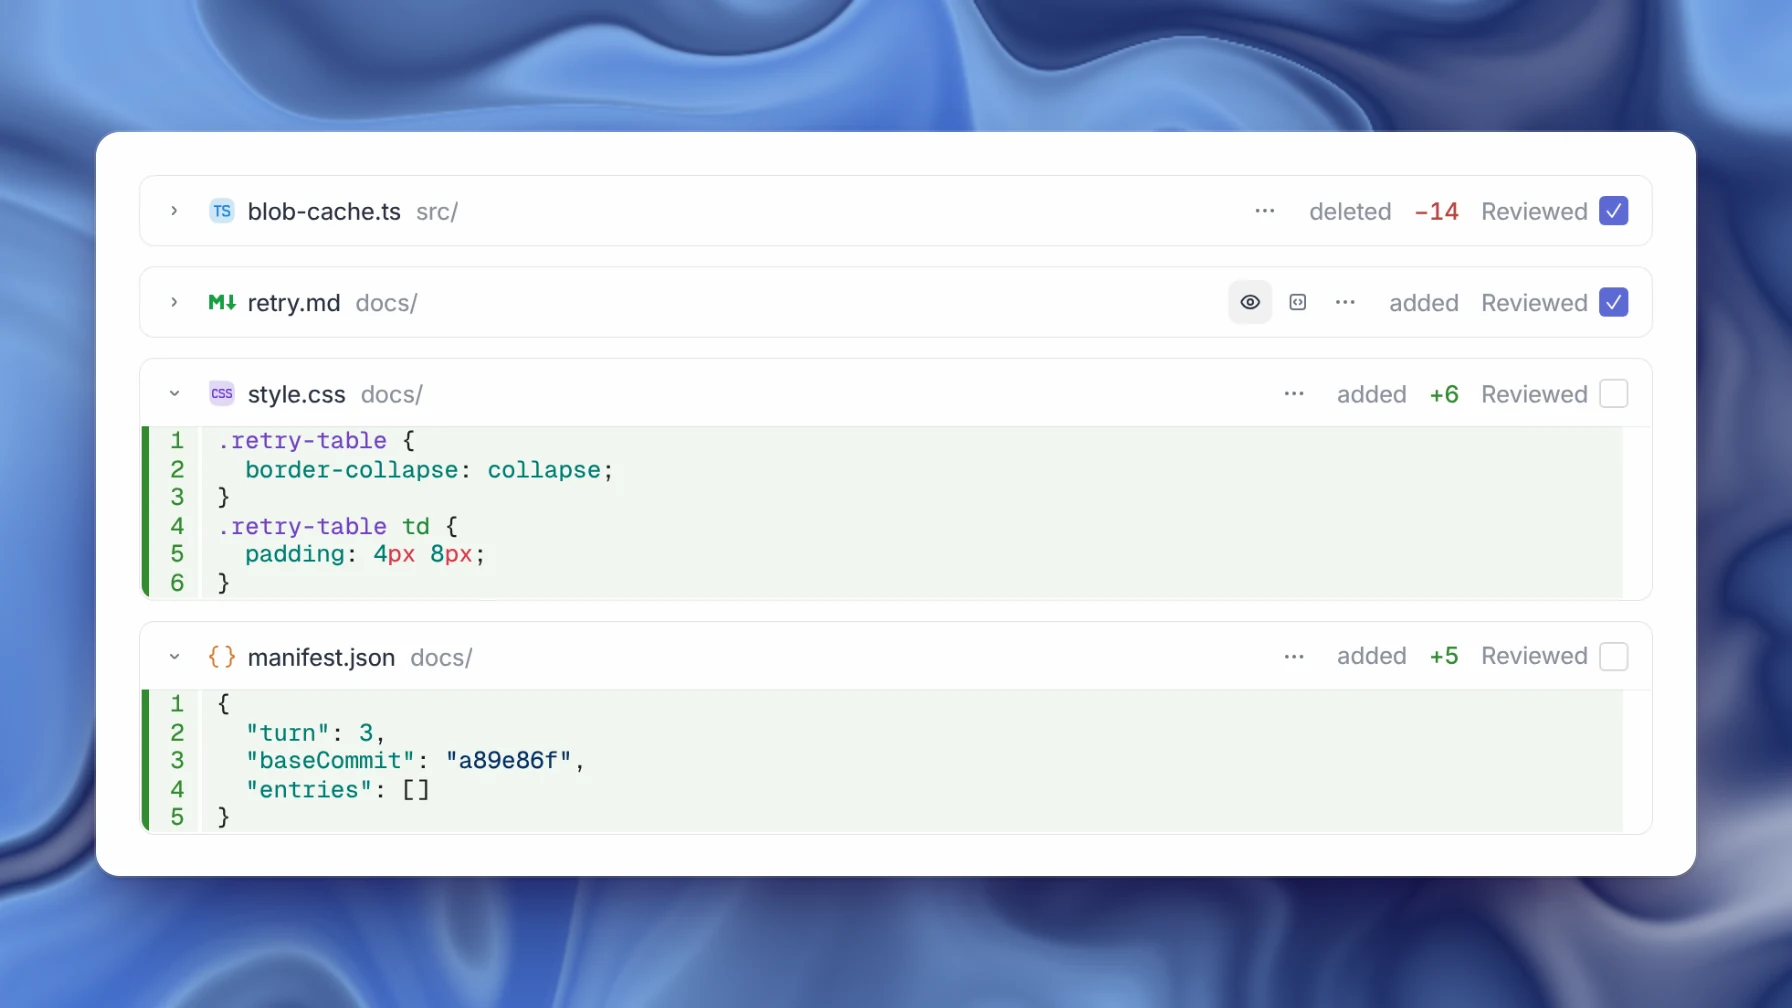 TS blob-cache.ts src/ ··· deleted −14 Reviewed
M↓ retry.md docs/ ··· added Reviewed
CSS style.css docs/ ··· added +6 Reviewed
1 .retry-table {
2   border-collapse: collapse;
3 }
4 .retry-table td {
5   padding: 4px 8px;
6 }
{} manifest.json docs/ ··· added +5 Reviewed
1 {
2   "turn": 3,
3   "baseCommit": "a89e86f",
4   "entries": []
5 }